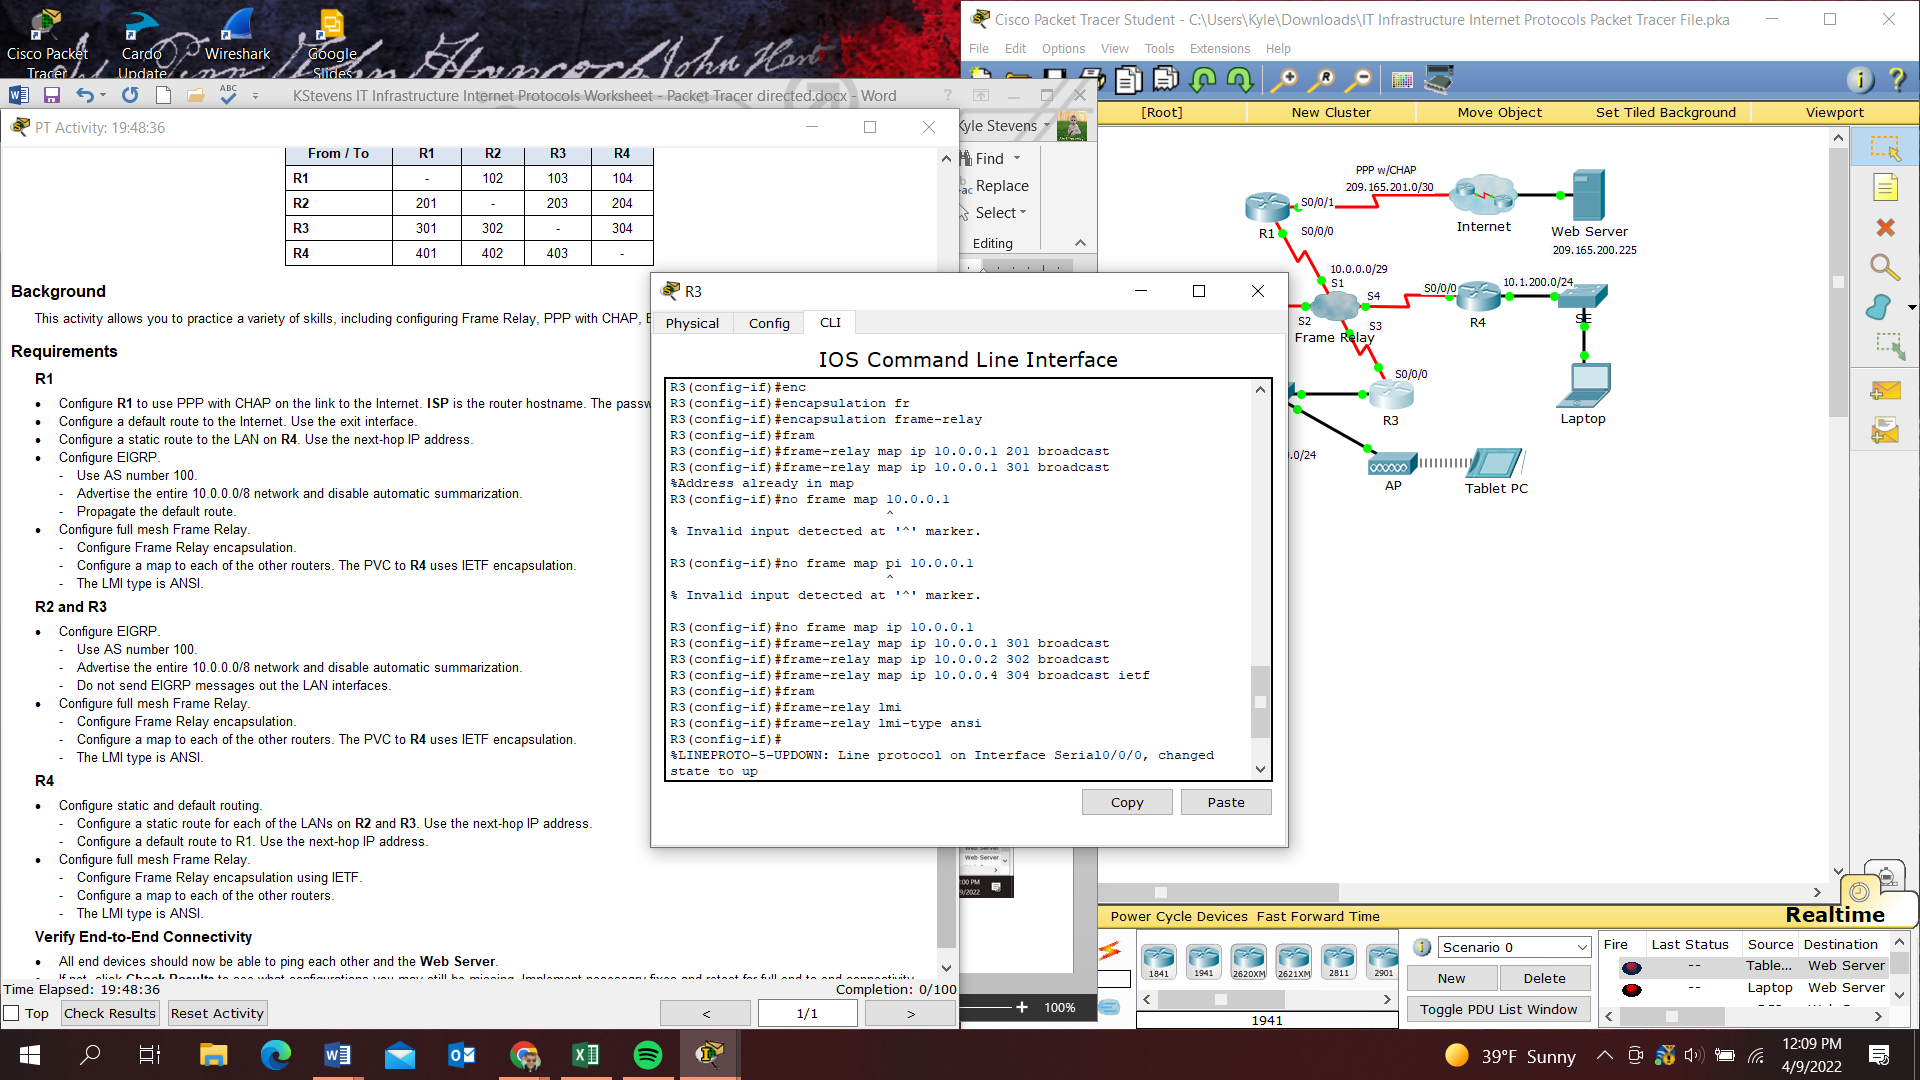 Cisco Packet Tracer
Cardo Update
Wireshark
Google Slides
KStevens IT Infrastructure Internet Protocols Worksheet - Packet Tracer directed.docx - Word
Kyle Stevens
Find
Replace
Select
Editing
PT Activity: 19:48:36
From / To R1 R2 R3 R4
R1 - 102 103 104
R2 201 - 203 204
R3 301 302 - 304
R4 401 402 403 -
Background
This activity allows you to practice a variety of skills, including configuring Frame Relay, PPP with CHAP, E
Requirements
R1
• Configure R1 to use PPP with CHAP on the link to the Internet. ISP is the router hostname. The passw
• Configure a default route to the Internet. Use the exit interface.
• Configure a static route to the LAN on R4. Use the next-hop IP address.
• Configure EIGRP.
- Use AS number 100.
- Advertise the entire 10.0.0.0/8 network and disable automatic summarization.
- Propagate the default route.
• Configure full mesh Frame Relay.
- Configure Frame Relay encapsulation.
- Configure a map to each of the other routers. The PVC to R4 uses IETF encapsulation.
- The LMI type is ANSI.
R2 and R3
• Configure EIGRP.
- Use AS number 100.
- Advertise the entire 10.0.0.0/8 network and disable automatic summarization.
- Do not send EIGRP messages out the LAN interfaces.
• Configure full mesh Frame Relay.
- Configure Frame Relay encapsulation.
- Configure a map to each of the other routers. The PVC to R4 uses IETF encapsulation.
- The LMI type is ANSI.
R4
• Configure static and default routing.
- Configure a static route for each of the LANs on R2 and R3. Use the next-hop IP address.
- Configure a default route to R1. Use the next-hop IP address.
• Configure full mesh Frame Relay.
- Configure Frame Relay encapsulation using IETF.
- Configure a map to each of the other routers.
- The LMI type is ANSI.
Verify End-to-End Connectivity
• All end devices should now be able to ping each other and the Web Server.
• If not, click Check Results to see what configurations you may still be missing. Implement necessary fixes and retest for full end to end connectivity.
Time Elapsed: 19:48:36 Completion: 0/100
Top Check Results Reset Activity < 1/1 >
R3
Physical Config CLI
IOS Command Line Interface
R3(config-if)#enc
R3(config-if)#encapsulation fr
R3(config-if)#encapsulation frame-relay
R3(config-if)#fram
R3(config-if)#frame-relay map ip 10.0.0.1 201 broadcast
R3(config-if)#frame-relay map ip 10.0.0.1 301 broadcast
%Address already in map
R3(config-if)#no frame map 10.0.0.1
^
% Invalid input detected at '^' marker.
R3(config-if)#no frame map pi 10.0.0.1
^
% Invalid input detected at '^' marker.
R3(config-if)#no frame map ip 10.0.0.1
R3(config-if)#frame-relay map ip 10.0.0.1 301 broadcast
R3(config-if)#frame-relay map ip 10.0.0.2 302 broadcast
R3(config-if)#frame-relay map ip 10.0.0.4 304 broadcast ietf
R3(config-if)#fram
R3(config-if)#frame-relay lmi
R3(config-if)#frame-relay lmi-type ansi
R3(config-if)#
%LINEPROTO-5-UPDOWN: Line protocol on Interface Serial0/0/0, changed
state to up
Copy Paste
Web Server
100%
Cisco Packet Tracer Student - C:\Users\Kyle\Downloads\IT Infrastructure Internet Protocols Packet Tracer File.pka
File Edit Options View Tools Extensions Help
[Root] New Cluster Move Object Set Tiled Background Viewport
PPP w/CHAP
209.165.201.0/30
S0/0/1
R1 S0/0/0
Internet
Web Server
209.165.200.225
10.0.0.0/29
S1
S2
S3
S4
Frame Relay
S0/0/0
R4
10.1.200.0/24
SE
S0/0/0
R3
Laptop
.0/24
AP
Tablet PC
Power Cycle Devices Fast Forward Time
Realtime
1841 1941 2620XM 2621XM 2811 2901
1941
Scenario 0
New Delete
Toggle PDU List Window
Fire Last Status Source Destination
-- Table... Web Server
-- Laptop Web Server
39°F Sunny
12:09 PM
4/9/2022